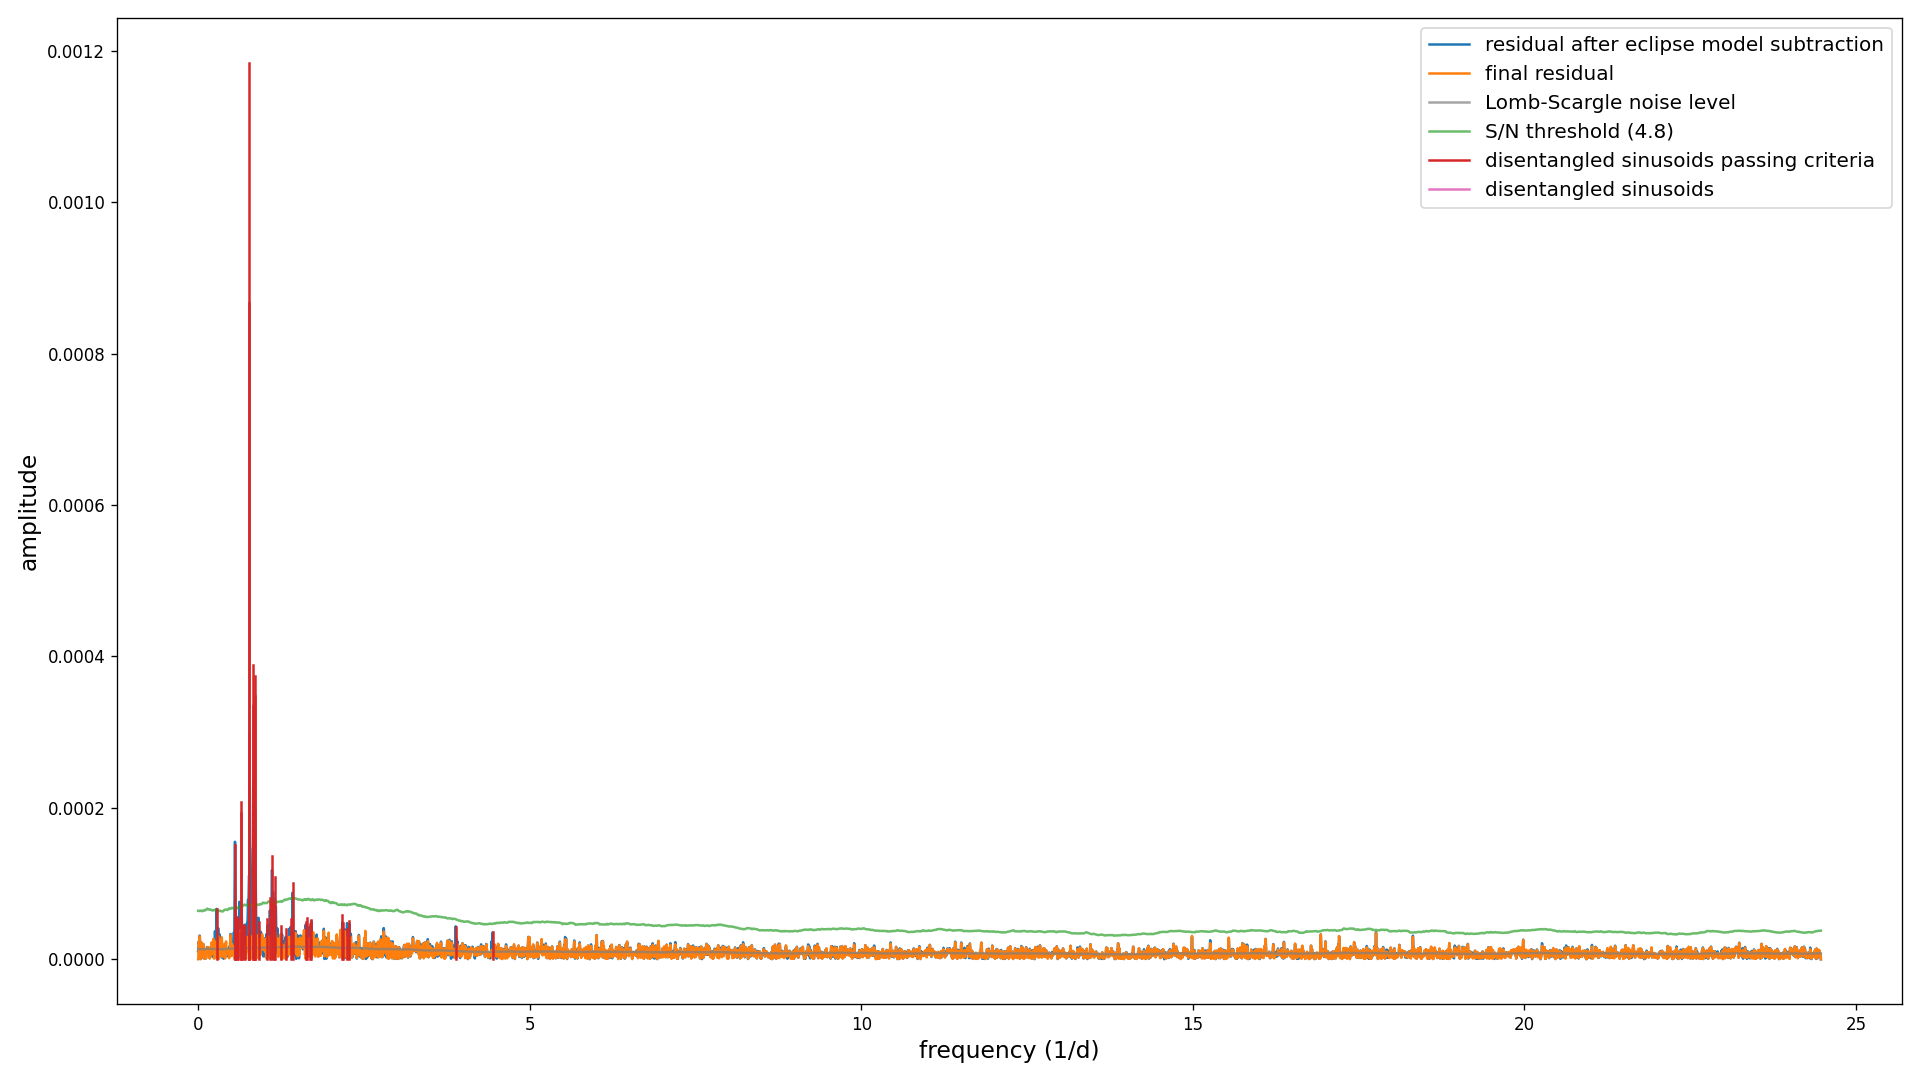 0.0012
0.0010
0.0008
0.0006
0.0004
0.0002
0.0000
amplitude
residual after eclipse model subtraction
final residual
Lomb-Scargle noise level
S/N threshold (4.8)
disentangled sinusoids passing criteria
disentangled sinusoids
0 5 10 15 20 25
frequency (1/d)